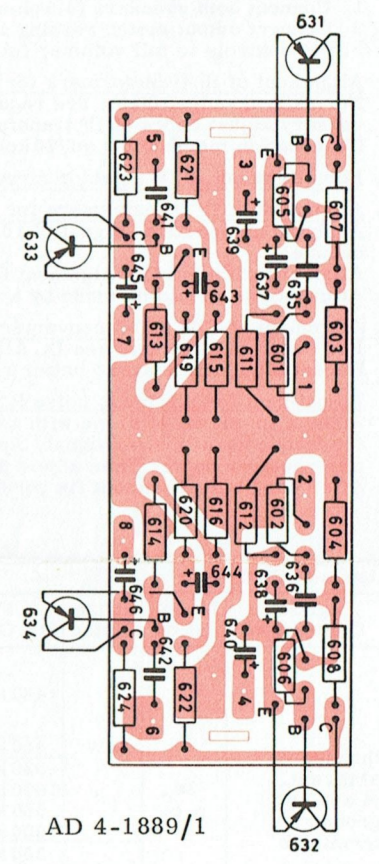 631
E B C
623 5 621 3 605 607
641 + 639
633 C B E
645 + + 643 + 637 635 603
7 613 619 615 611 601 1
8 614 620 616 612 602 2 604
+ 646 + 644 638 + 636
634 C B E
642 640 + 606 608
624 6 622 4
E B C
632
AD 4-1889/1